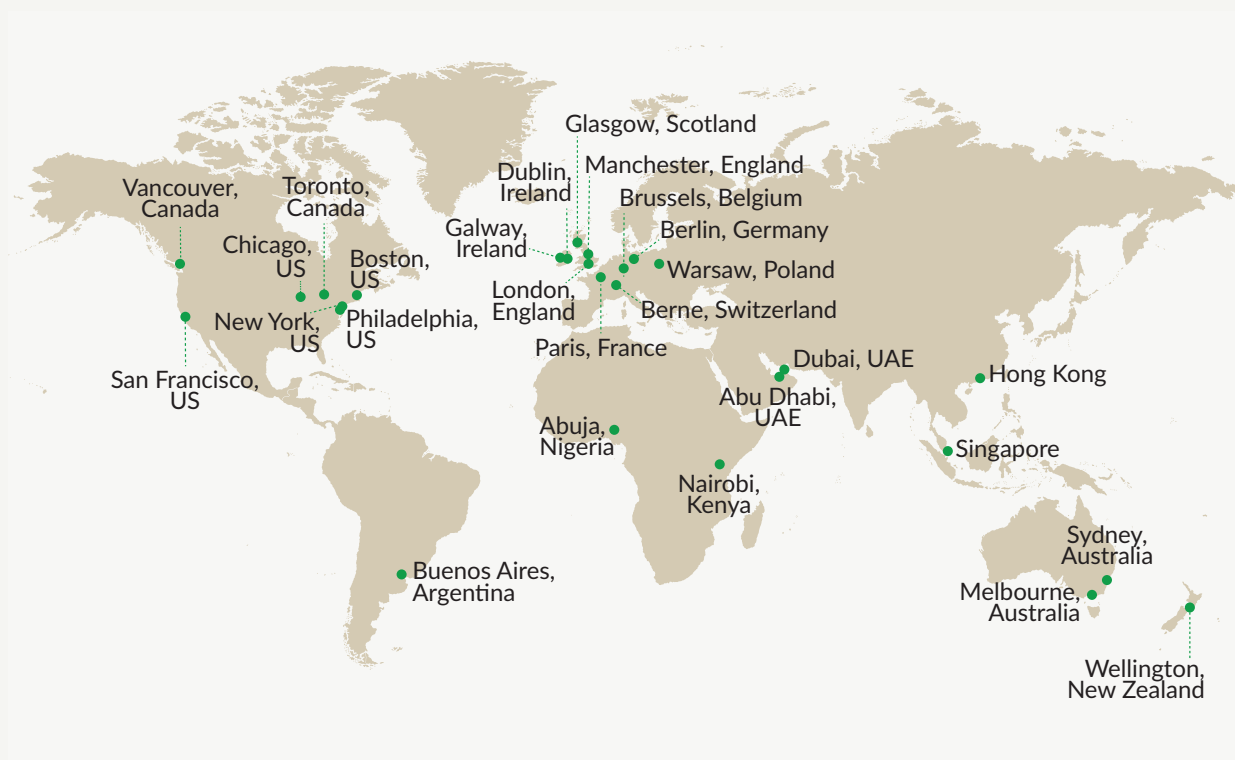 Glasgow, Scotland
Manchester, England
Dublin,
Ireland
Brussels, Belgium
Vancouver,
Canada
Toronto,
Canada
Galway,
Ireland
Berlin, Germany
Chicago,
US
Boston,
US
Warsaw, Poland
London,
England
Berne, Switzerland
New York,
US
Philadelphia,
US
Paris, France
Dubai, UAE
San Francisco,
US
Hong Kong
Abu Dhabi,
UAE
Abuja,
Nigeria
Singapore
Nairobi,
Kenya
Sydney,
Australia
Buenos Aires,
Argentina
Melbourne,
Australia
Wellington,
New Zealand